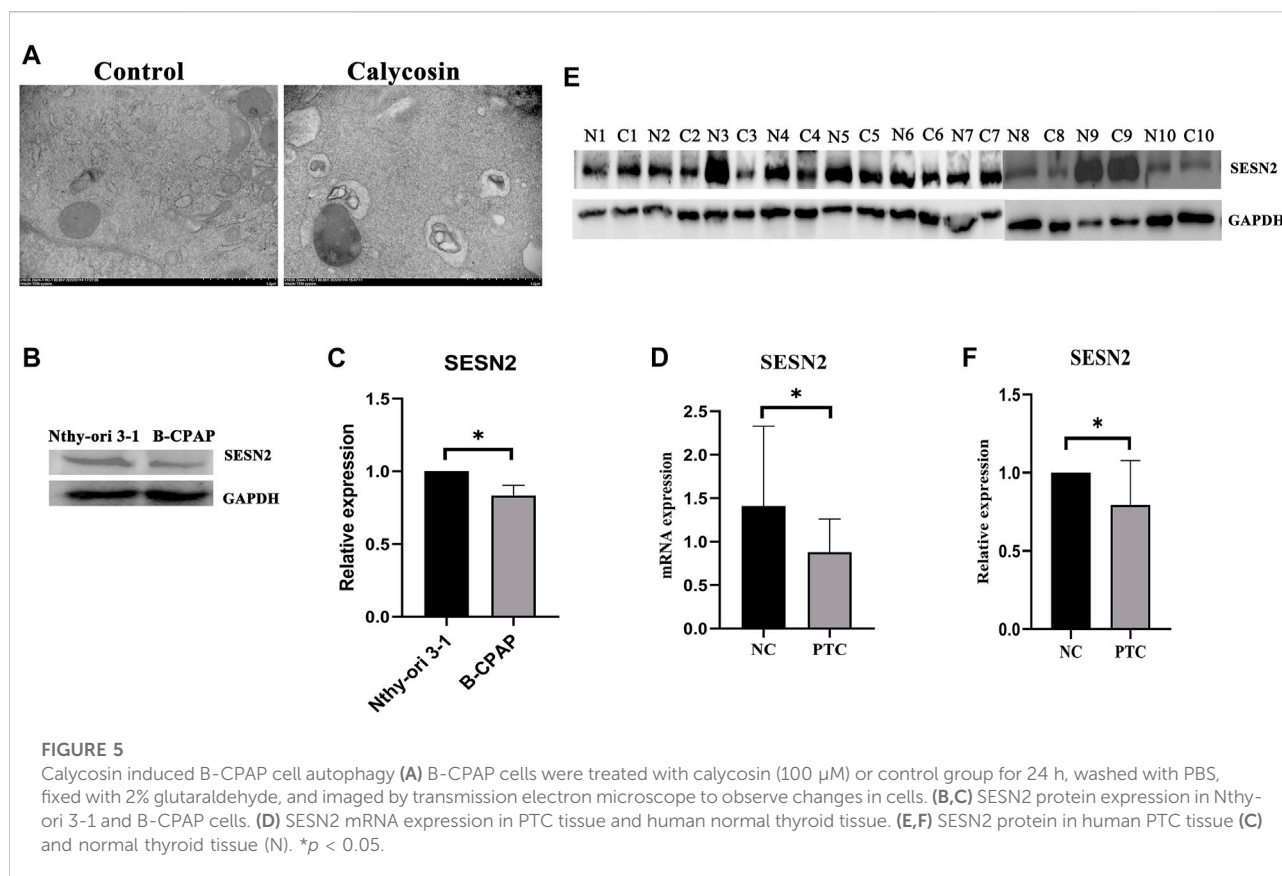 A
Control Calycosin
B
Nthy-ori 3-1 B-CPAP
SESN2
GAPDH
C
SESN2
Relative expression
1.5
1.0
0.5
0.0
*
Nthy-ori 3-1
B-CPAP
D
SESN2
mRNA expression
2.5
2.0
1.5
1.0
0.5
0.0
*
NC PTC
E
N1 C1 N2 C2 N3 C3 N4 C4 N5 C5 N6 C6 N7 C7 N8 C8 N9 C9 N10 C10
SESN2
GAPDH
F
SESN2
Relative expression
1.5
1.0
0.5
0.0
*
NC PTC
FIGURE 5
Calycosin induced B-CPAP cell autophagy (A) B-CPAP cells were treated with calycosin (100 μM) or control group for 24 h, washed with PBS,
fixed with 2% glutaraldehyde, and imaged by transmission electron microscope to observe changes in cells. (B,C) SESN2 protein expression in Nthy-
ori 3-1 and B-CPAP cells. (D) SESN2 mRNA expression in PTC tissue and human normal thyroid tissue. (E,F) SESN2 protein in human PTC tissue (C)
and normal thyroid tissue (N). *p < 0.05.